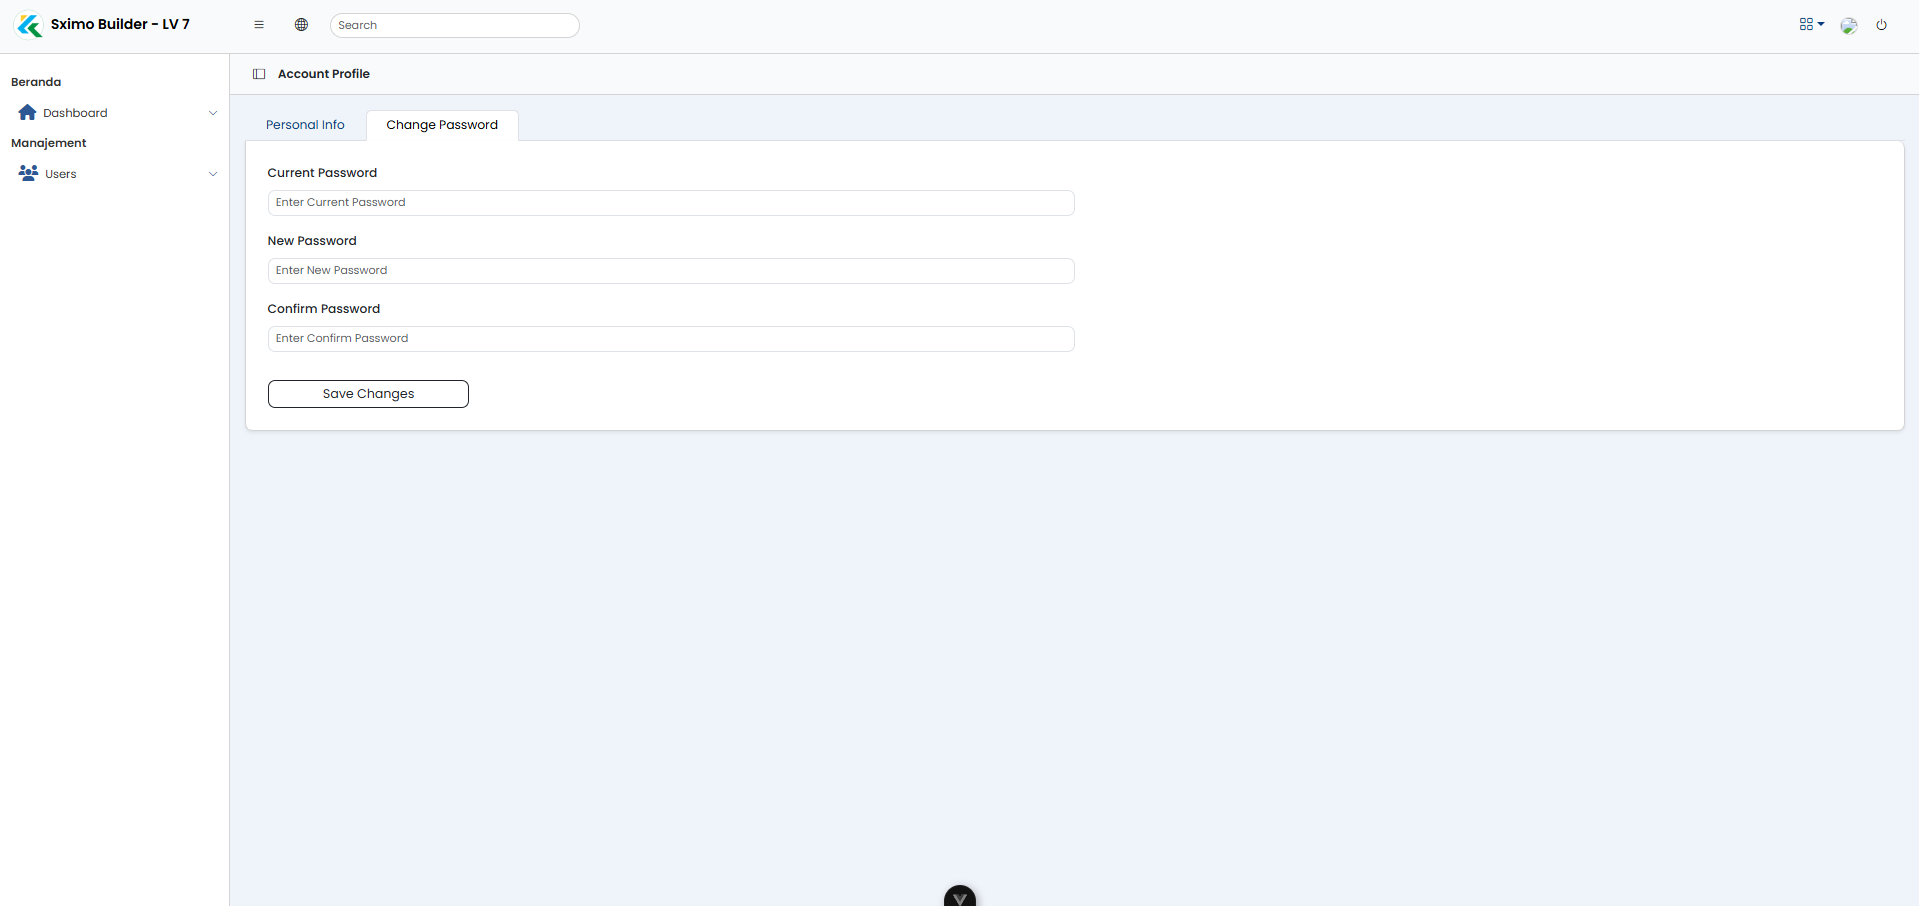 Sximo Builder - LV 7
Search
Beranda
Dashboard
Manajement
Users
Account Profile
Personal Info
Change Password
Current Password
Enter Current Password
New Password
Enter New Password
Confirm Password
Enter Confirm Password
Save Changes